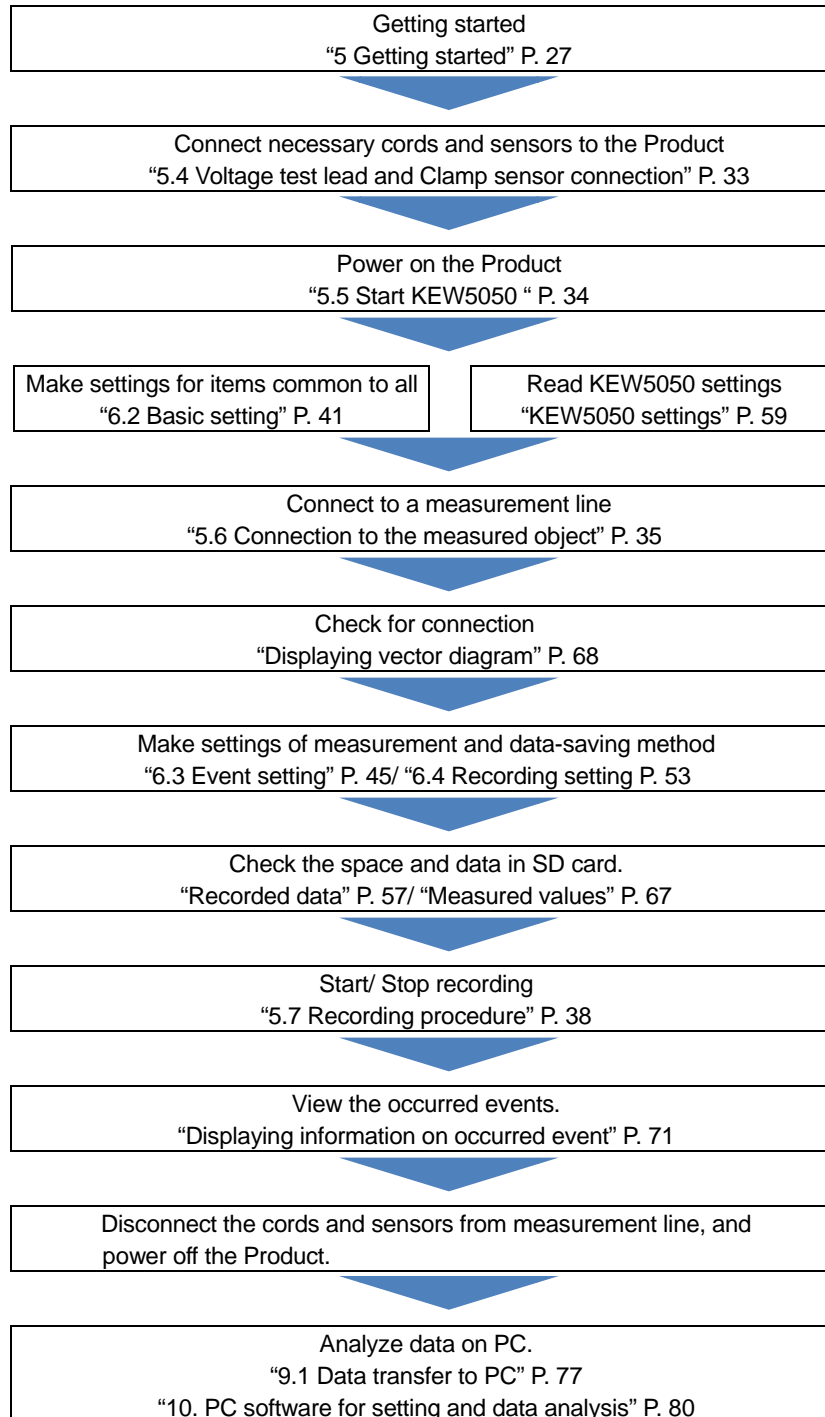 Getting started
“5 Getting started” P. 27
Connect necessary cords and sensors to the Product
“5.4 Voltage test lead and Clamp sensor connection” P. 33
Power on the Product
“5.5 Start KEW5050 “ P. 34
Make settings for items common to all
“6.2 Basic setting” P. 41
Read KEW5050 settings
“KEW5050 settings” P. 59
Connect to a measurement line
“5.6 Connection to the measured object” P. 35
Check for connection
“Displaying vector diagram” P. 68
Make settings of measurement and data-saving method
“6.3 Event setting” P. 45/ “6.4 Recording setting P. 53
Check the space and data in SD card.
“Recorded data” P. 57/ “Measured values” P. 67
Start/ Stop recording
“5.7 Recording procedure” P. 38
View the occurred events.
“Displaying information on occurred event” P. 71
Disconnect the cords and sensors from measurement line, and
power off the Product.
Analyze data on PC.
“9.1 Data transfer to PC” P. 77
“10. PC software for setting and data analysis” P. 80